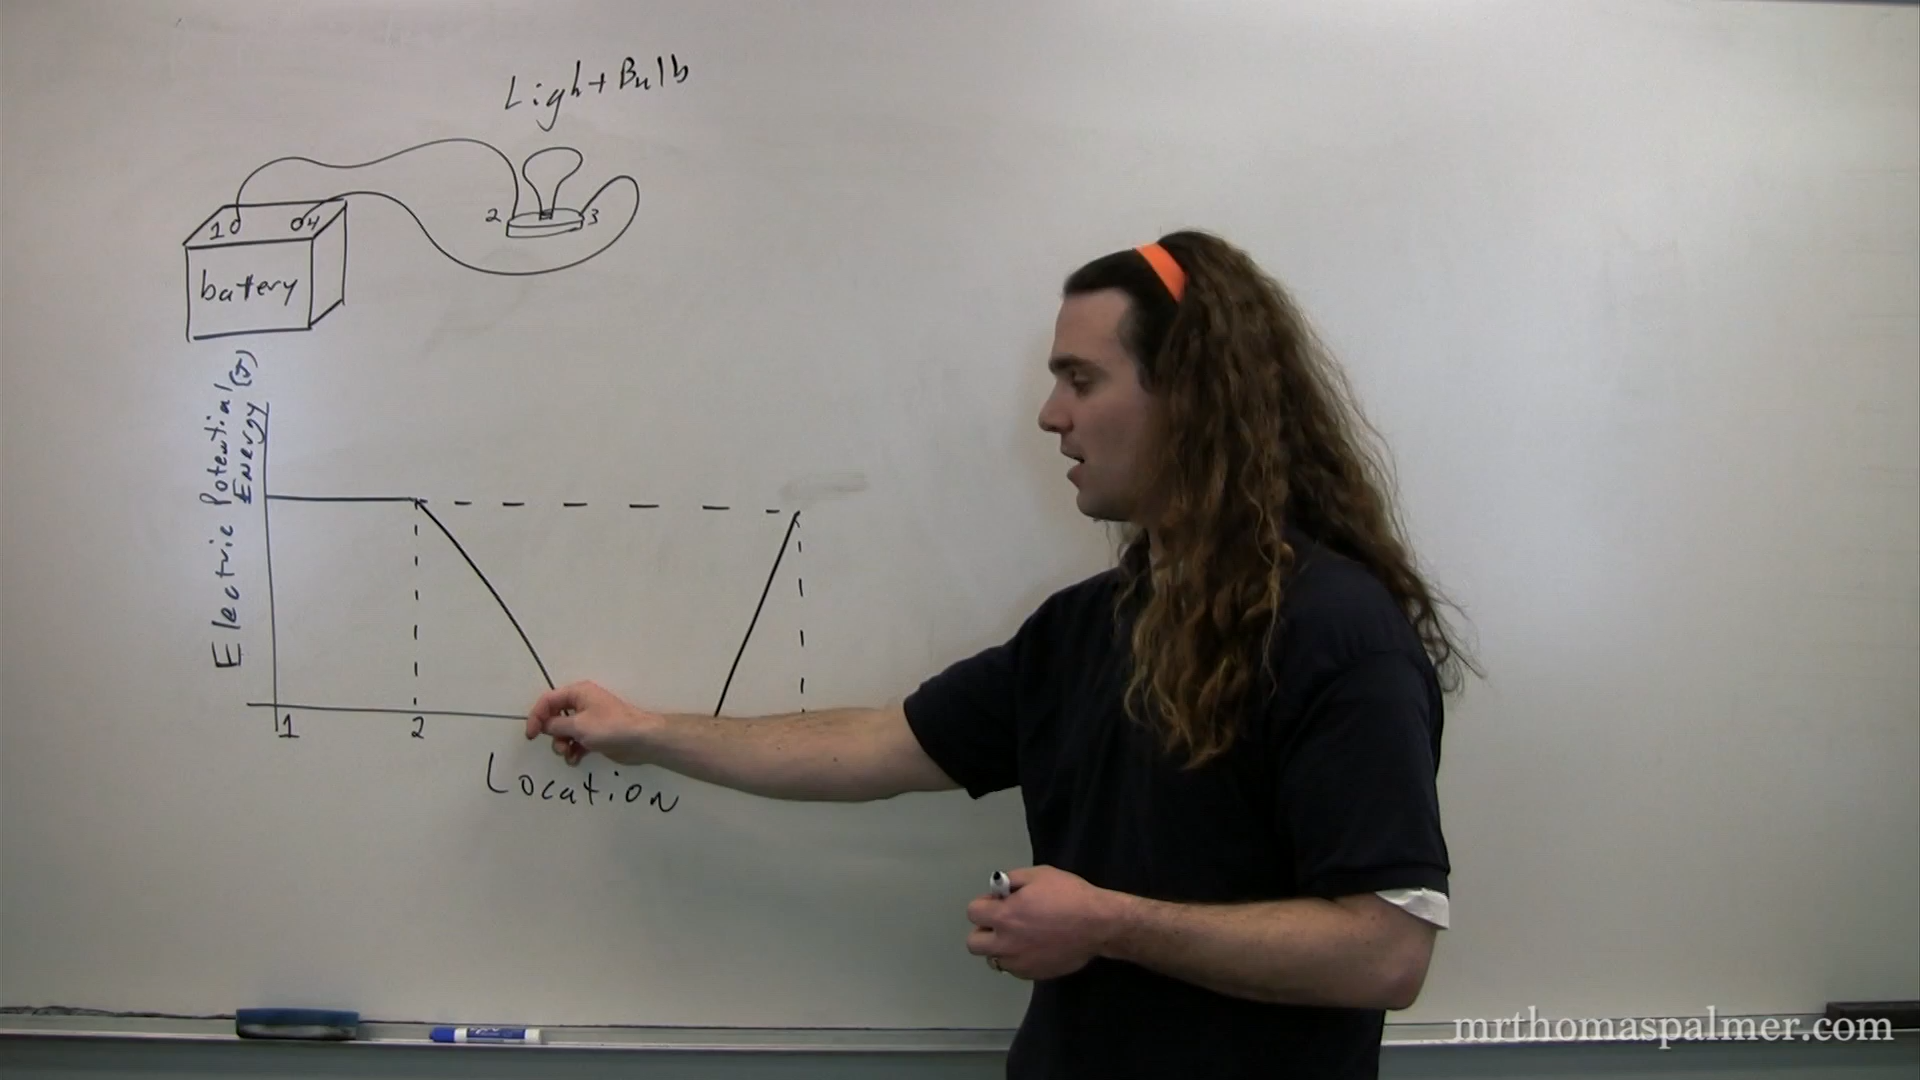 Light Bulb
2
3
1
4
battery
Electric Potential
Energy (J)
1
2
Location
mrthomaspalmer.com